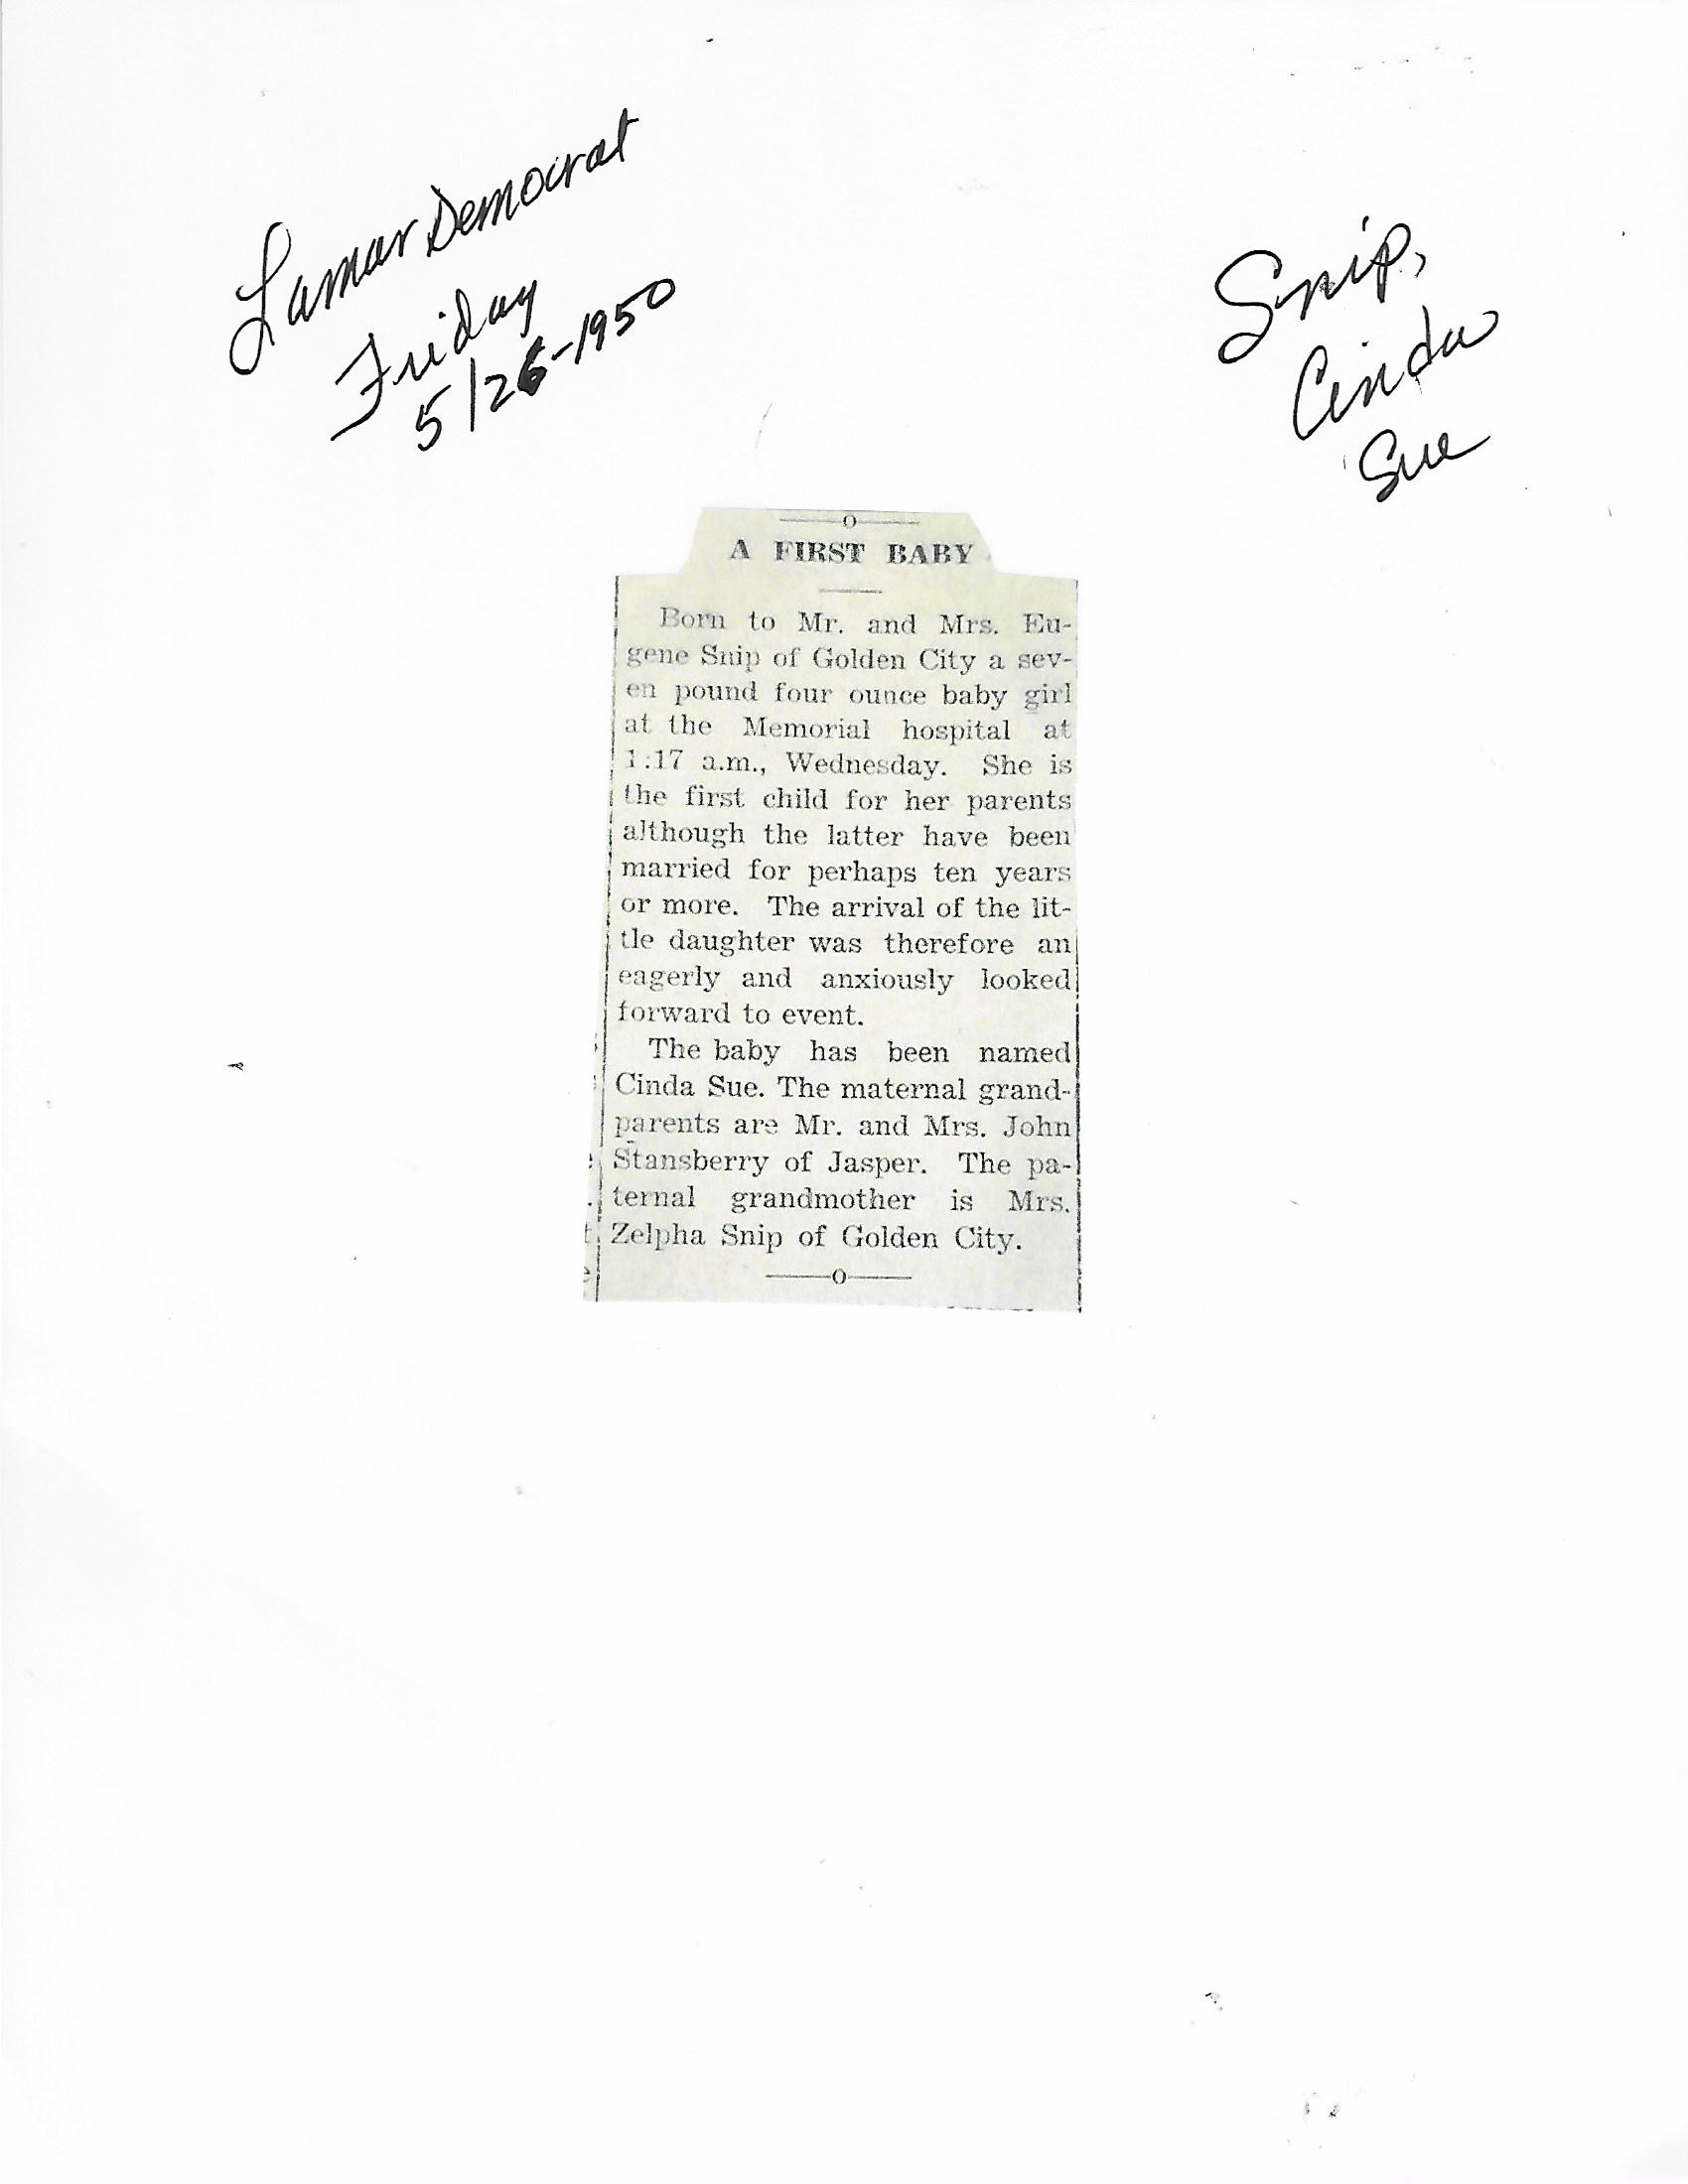 Lamar Democrat
Friday
5/26-1950
Snip,
Cinda
Sue
A FIRST BABY
Born to Mr. and Mrs. Eu-
gene Snip of Golden City a sev-
en pound four ounce baby girl
at the Memorial hospital at
1:17 a.m., Wednesday. She is
the first child for her parents
although the latter have been
married for perhaps ten years
or more. The arrival of the lit-
tle daughter was therefore an
eagerly and anxiously looked
forward to event.
The baby has been named
Cinda Sue. The maternal grand-
parents are Mr. and Mrs. John
Stansberry of Jasper. The pa-
ternal grandmother is Mrs.
Zelpha Snip of Golden City.